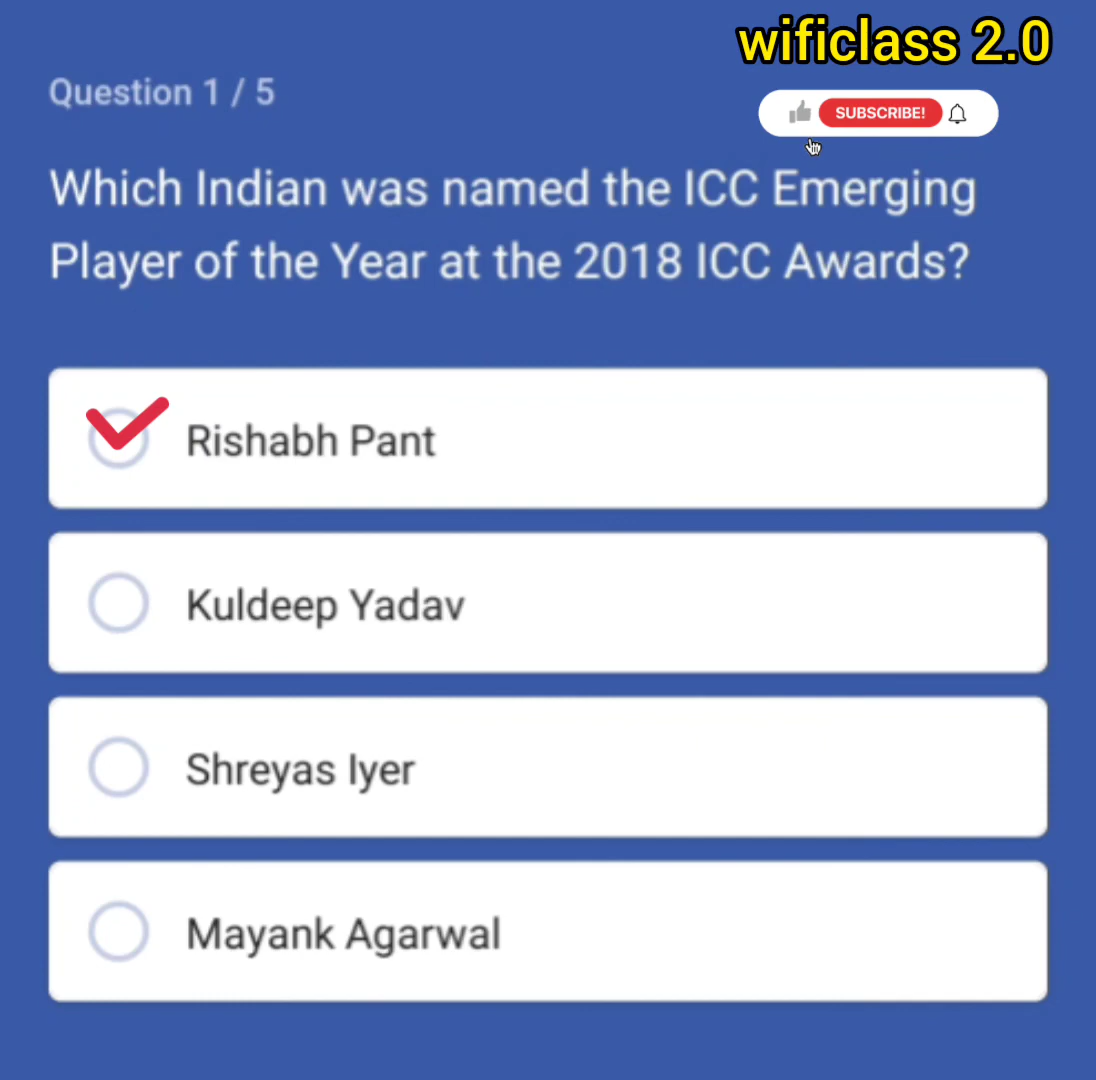 wificlass 2.0
Question 1 / 5
SUBSCRIBE!
Which Indian was named the ICC Emerging
Player of the Year at the 2018 ICC Awards?
Rishabh Pant
Kuldeep Yadav
Shreyas Iyer
Mayank Agarwal